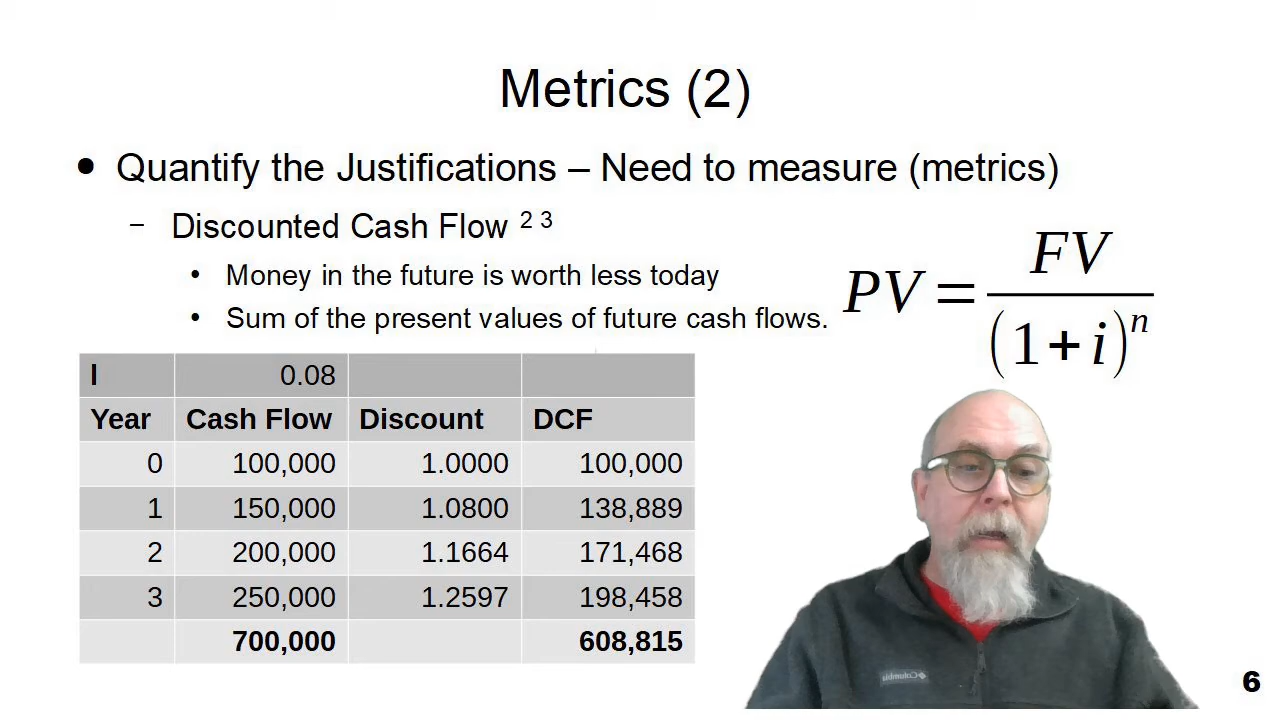 Metrics (2)
● Quantify the Justifications – Need to measure (metrics)
– Discounted Cash Flow 2 3
• Money in the future is worth less today
• Sum of the present values of future cash flows.
PV = FV / (1+i)^n
I 0.08
Year Cash Flow Discount DCF
0 100,000 1.0000 100,000
1 150,000 1.0800 138,889
2 200,000 1.1664 171,468
3 250,000 1.2597 198,458
700,000 608,815
Columbia
6